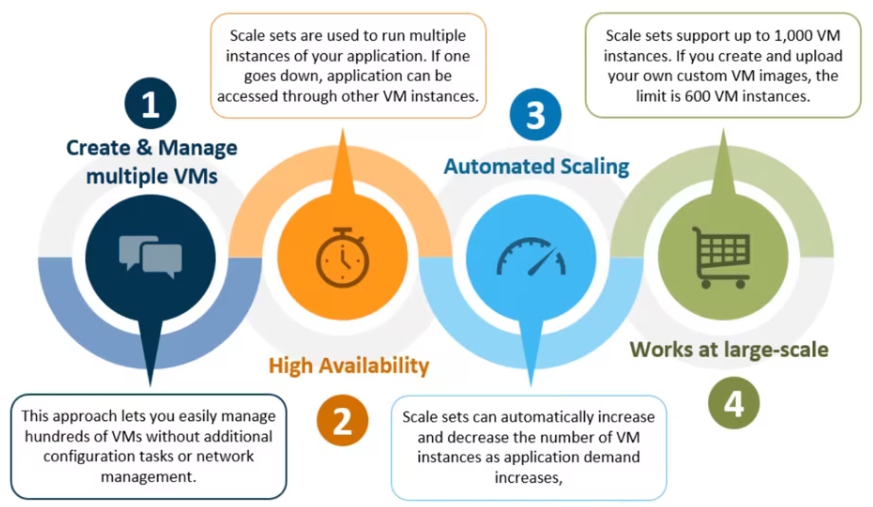 1
Create & Manage
multiple VMs
This approach lets you easily manage
hundreds of VMs without additional
configuration tasks or network
management.
Scale sets are used to run multiple
instances of your application. If one
goes down, application can be
accessed through other VM instances.
High Availability
2
3
Automated Scaling
Scale sets can automatically increase
and decrease the number of VM
instances as application demand
increases,
Scale sets support up to 1,000 VM
instances. If you create and upload
your own custom VM images, the
limit is 600 VM instances.
Works at large-scale
4